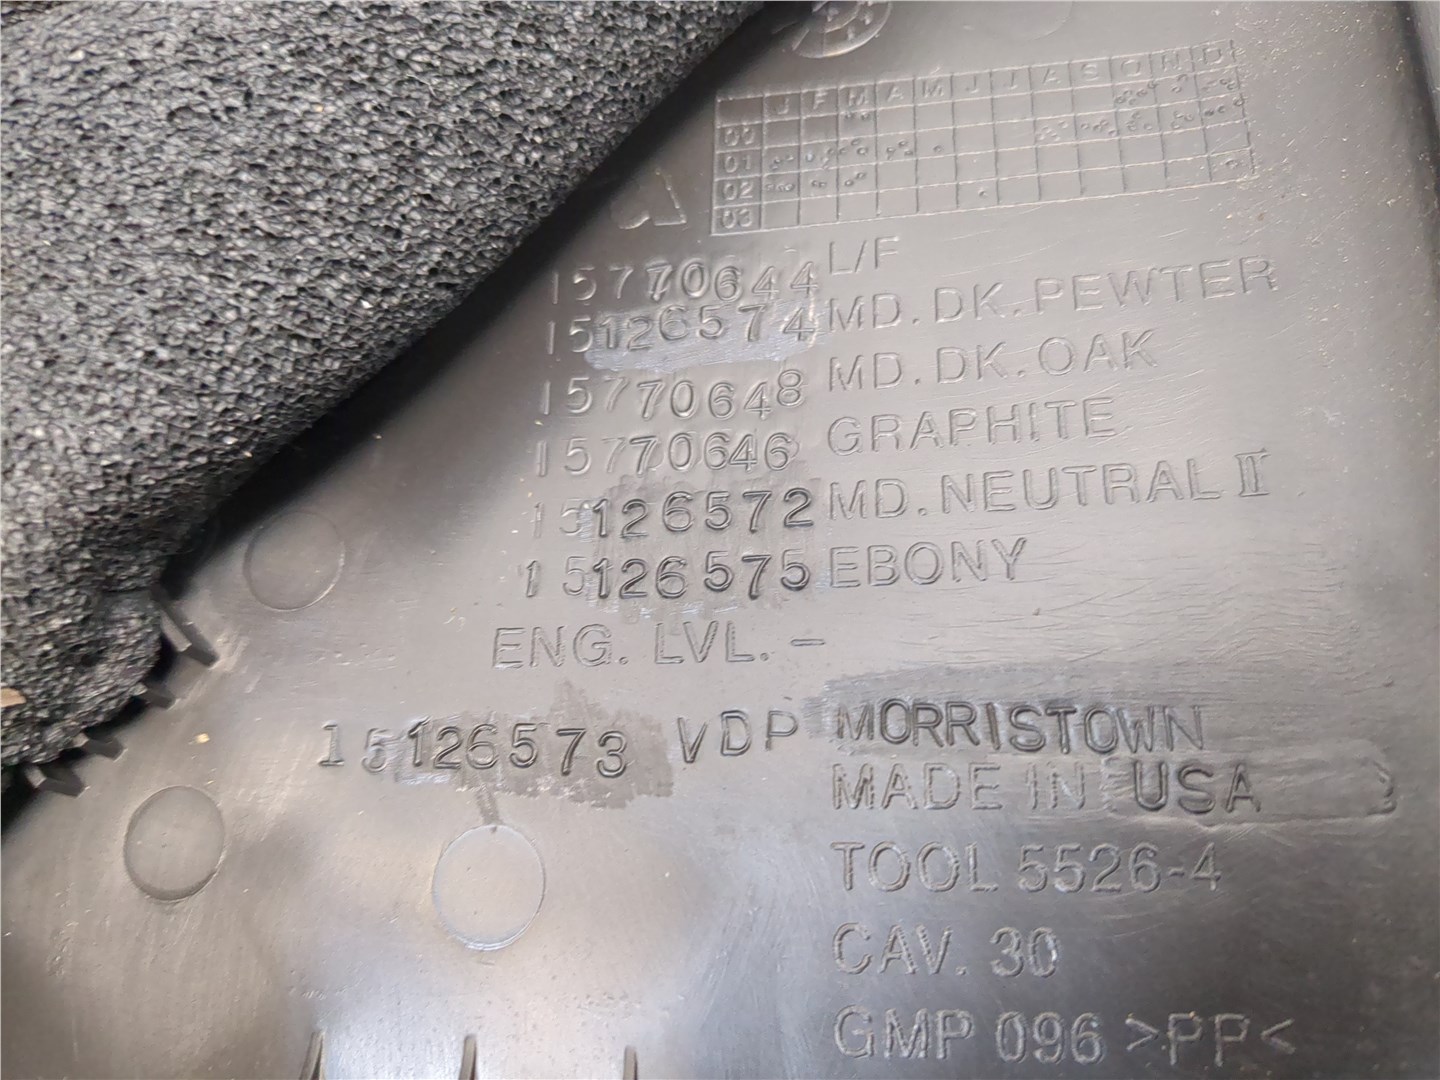 J F M A M J J A S O N D
00
01
02
03
15770644 L/F
15126574 MD. DK. PEWTER
15770648 MD. DK. OAK
15770646 GRAPHITE
15126572 MD. NEUTRAL II
15126575 EBONY
ENG. LVL. -
15126573 VDP MORRISTOWN
MADE IN USA
TOOL 5526-4
CAV. 30
GMP 096 >PP<